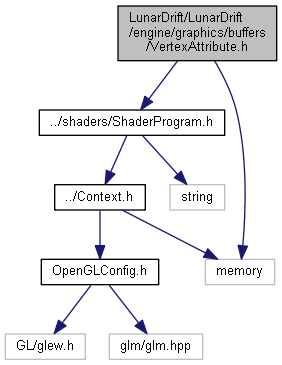 LunarDrift/LunarDrift
/engine/graphics/buffers
/VertexAttribute.h
../shaders/ShaderProgram.h
../Context.h
string
OpenGLConfig.h
memory
GL/glew.h
glm/glm.hpp